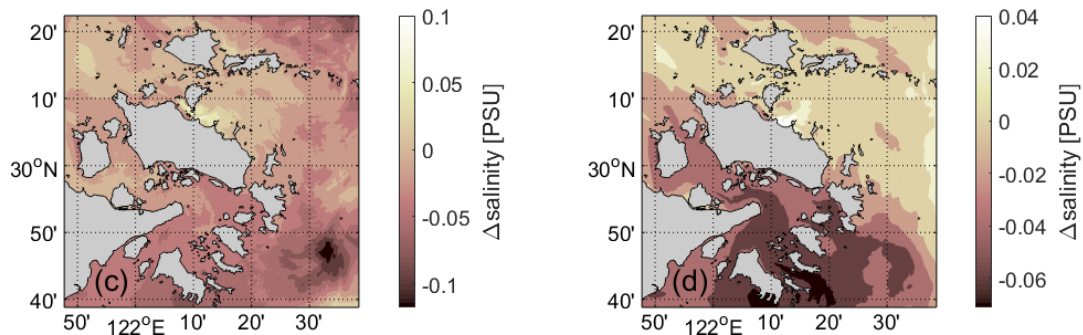 20'
10'
30°N
50'
40'
50' 122°E 10' 20' 30'
(c)
0.1
0.05
0
-0.05
-0.1
Δsalinity [PSU]
20'
10'
30°N
50'
40'
50' 122°E 10' 20' 30'
(d)
0.04
0.02
0
-0.02
-0.04
-0.06
Δsalinity [PSU]